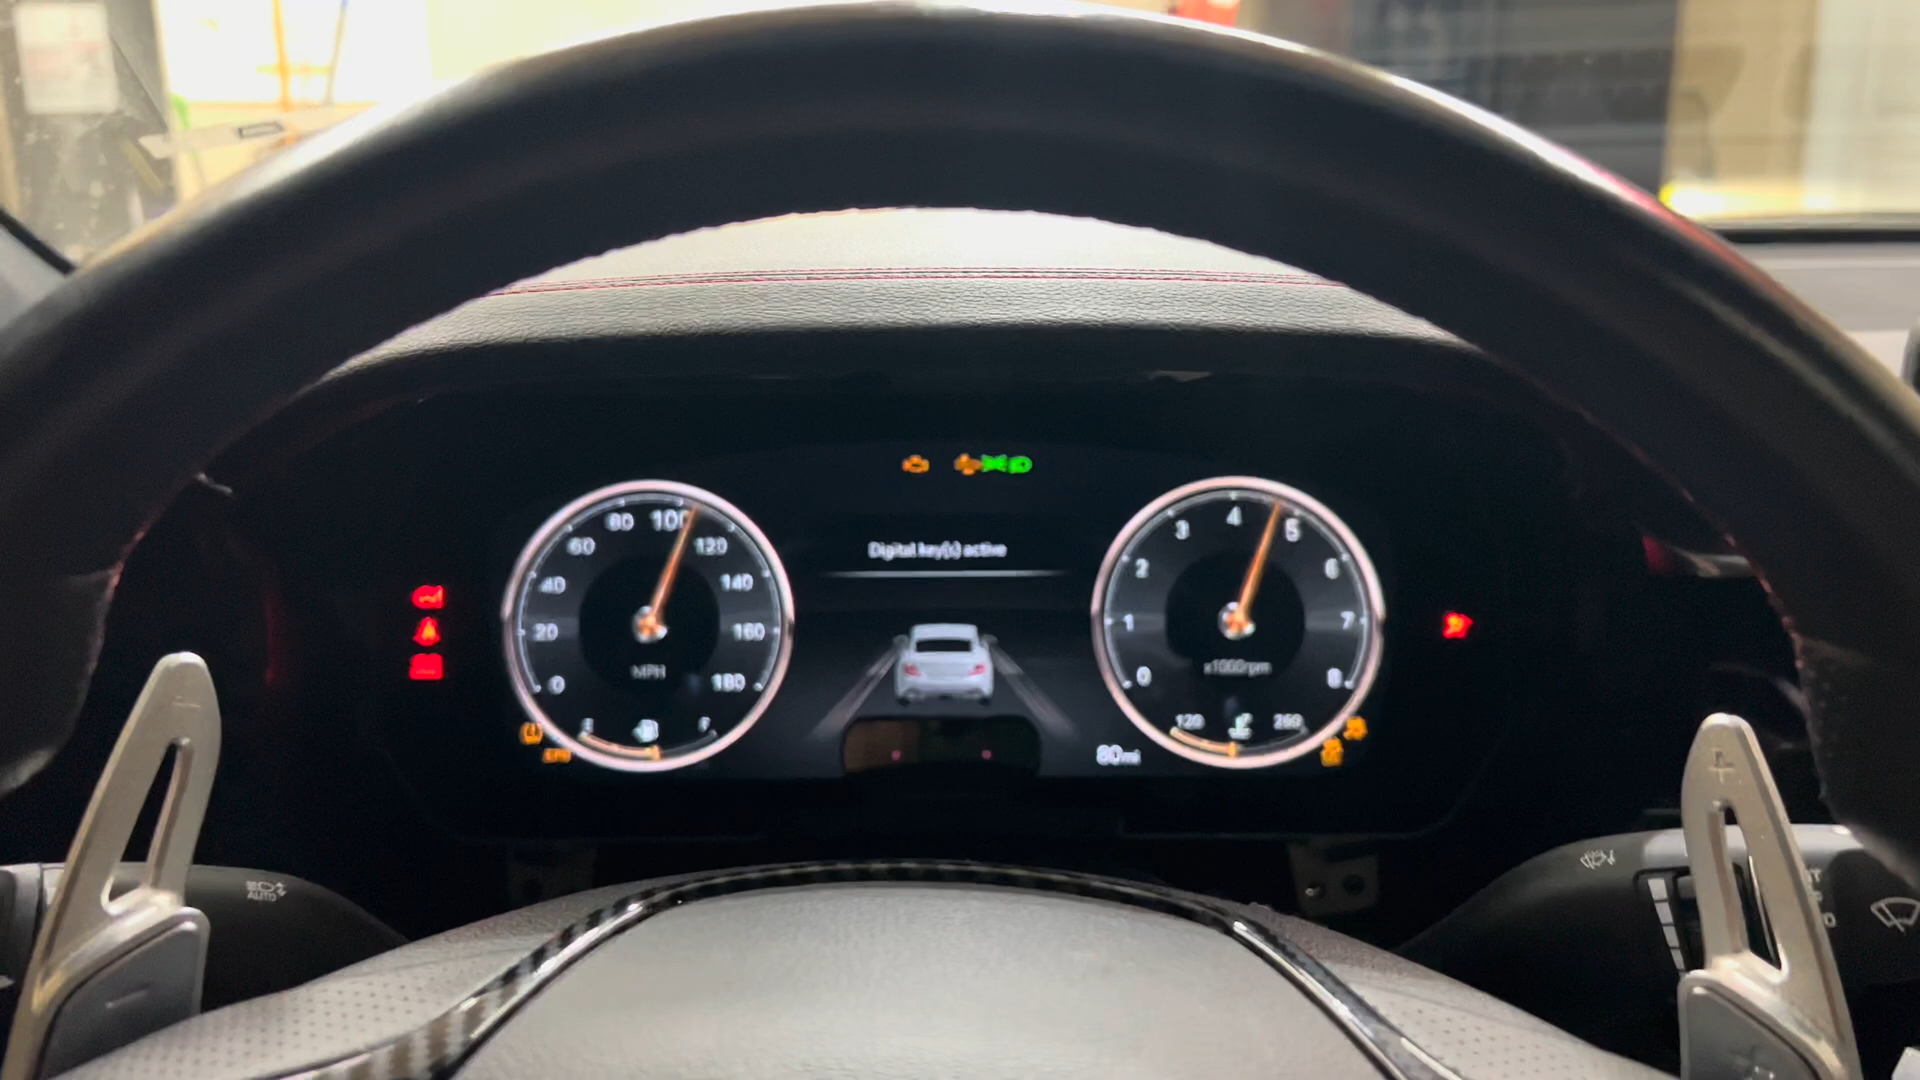 Digital key(s) active
80 100
60 120
40 140
20 160
0 MPH 180
E F
4
3 5
2 6
1 7
0 8
x1000rpm
120 260
80mi
AUTO
-
+